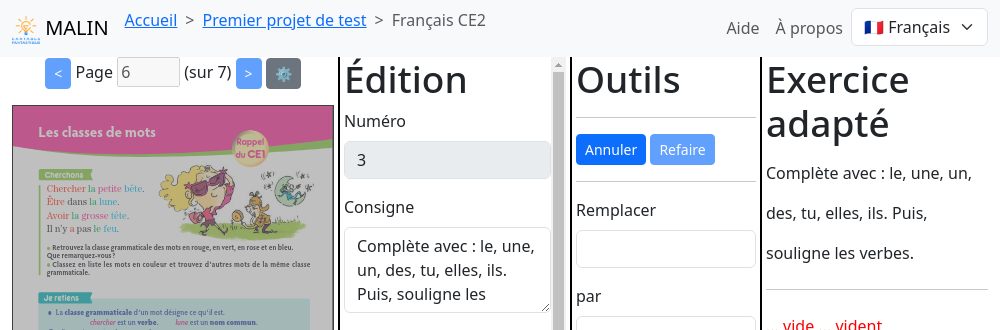 MALIN
Accueil > Premier projet de test > Français CE2
Aide À propos Français
< Page 6 (sur 7) >
Les classes de mots
Rappel
du CE1
Cherchons
Chercher la petite bête.
Être dans la lune.
Avoir la grosse tête.
Il n'y a pas le feu.
Retrouvez la classe grammaticale des mots en rouge, en vert, en rose et en bleu.
Que remarquez-vous ?
Classez en liste les mots en couleur et trouvez d'autres mots de la même classe
grammaticale.
Je retiens
La classe grammaticale d'un mot désigne ce qu'il est.
chercher est un verbe. lune est un nom commun.
Édition
Numéro
3
Consigne
Complète avec : le, une,
un, des, tu, elles, ils.
Puis, souligne les
Outils
Annuler Refaire
Remplacer
par
Exercice
adapté
Complète avec : le, une, un,
des, tu, elles, ils. Puis,
souligne les verbes.
... vide ... vident